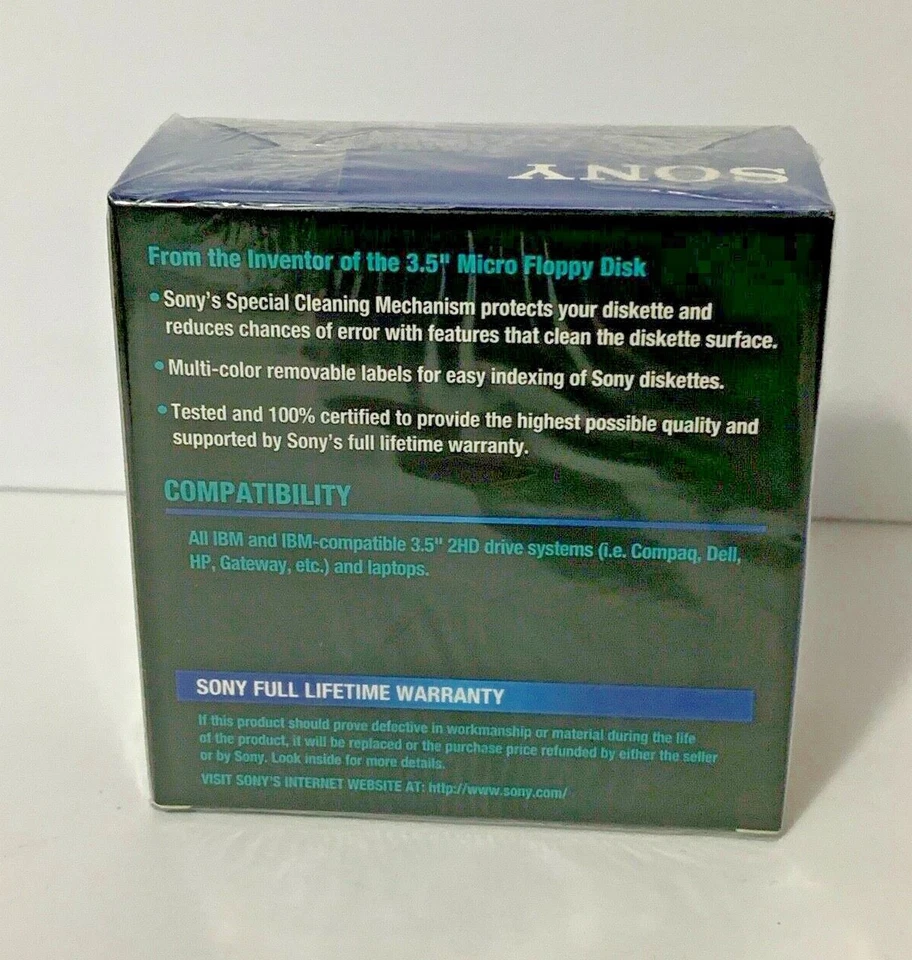 SONY
From the Inventor of the 3.5" Micro Floppy Disk
• Sony's Special Cleaning Mechanism protects your diskette and
reduces chances of error with features that clean the diskette surface.
• Multi-color removable labels for easy indexing of Sony diskettes.
• Tested and 100% certified to provide the highest possible quality and
supported by Sony's full lifetime warranty.
COMPATIBILITY
All IBM and IBM-compatible 3.5" 2HD drive systems (i.e. Compaq, Dell,
HP, Gateway, etc.) and laptops.
SONY FULL LIFETIME WARRANTY
If this product should prove defective in workmanship or material during the life
of the product, it will be replaced or the purchase price refunded by either the seller
or by Sony. Look inside for more details.
VISIT SONY'S INTERNET WEBSITE AT: http://www.sony.com/